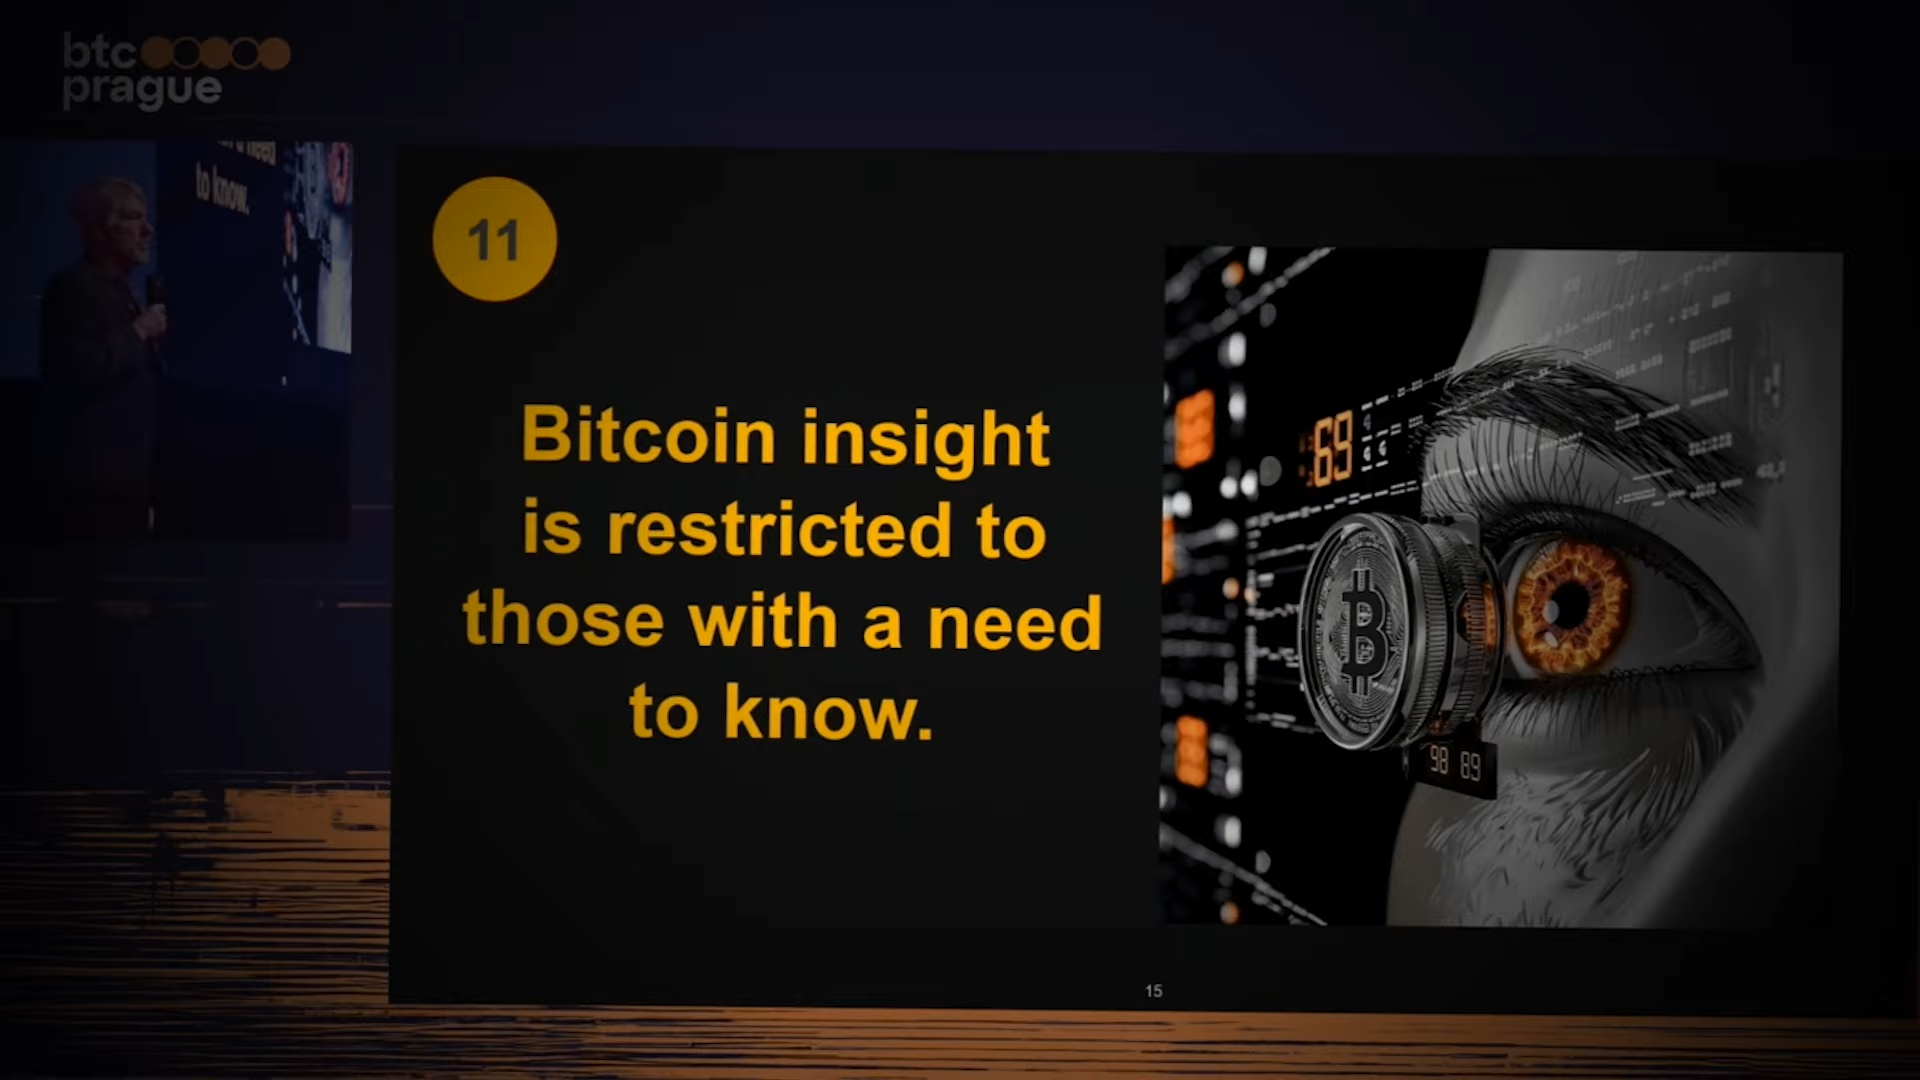 btc
prague
to know.
11
Bitcoin insight
is restricted to
those with a need
to know.
69
98 89
15